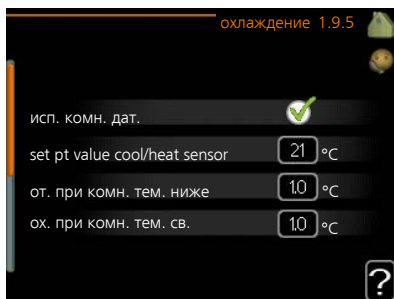 охлаждение 1.9.5
исп. комн. дат.
set pt value cool/heat sensor 21 °C
от. при комн. тем. ниже 1.0 °C
ох. при комн. тем. св. 1.0 °C
?